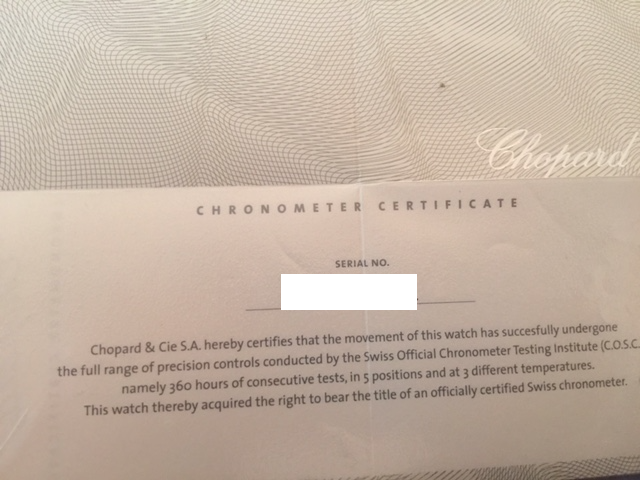 Chopard
CHRONOMETER CERTIFICATE
SERIAL NO.
Chopard & Cie S.A. hereby certifies that the movement of this watch has succesfully undergone
the full range of precision controls conducted by the Swiss Official Chronometer Testing Institute (C.O.S.C.
namely 360 hours of consecutive tests, in 5 positions and at 3 different temperatures.
This watch thereby acquired the right to bear the title of an officially certified Swiss chronometer.